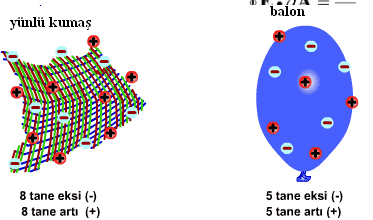 yünlü kumaş
balon
8 tane eksi (-)
8 tane artı (+)
5 tane eksi (-)
5 tane artı (+)